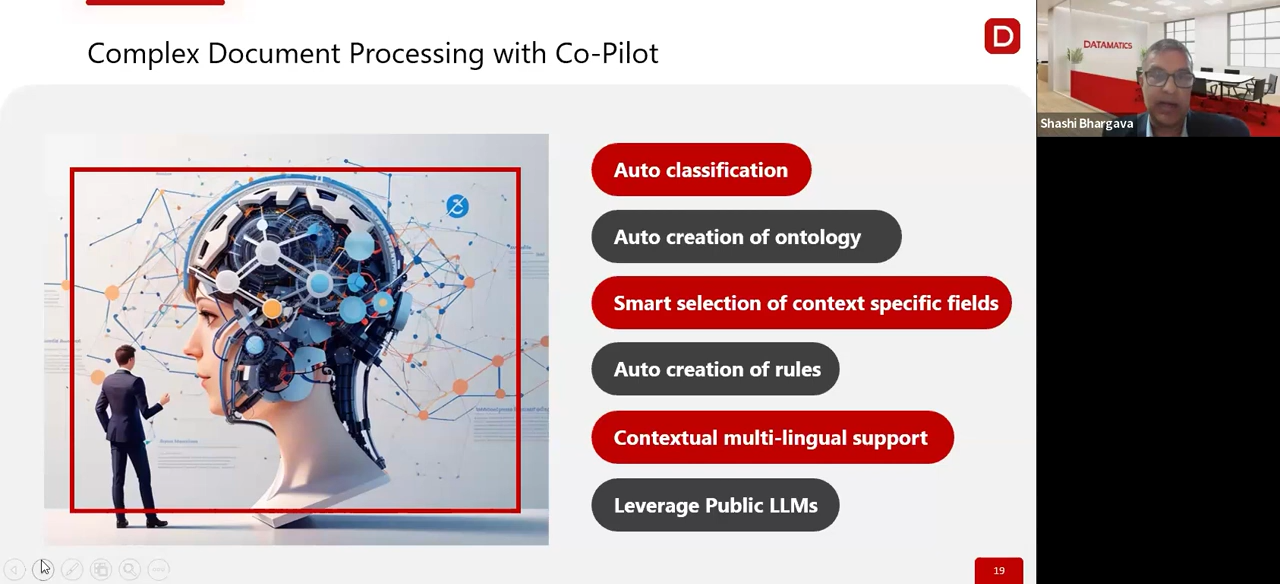 Complex Document Processing with Co-Pilot
D
DATAMATICS
Shashi Bhargava
Auto classification
Auto creation of ontology
Smart selection of context specific fields
Auto creation of rules
Contextual multi-lingual support
Leverage Public LLMs
19